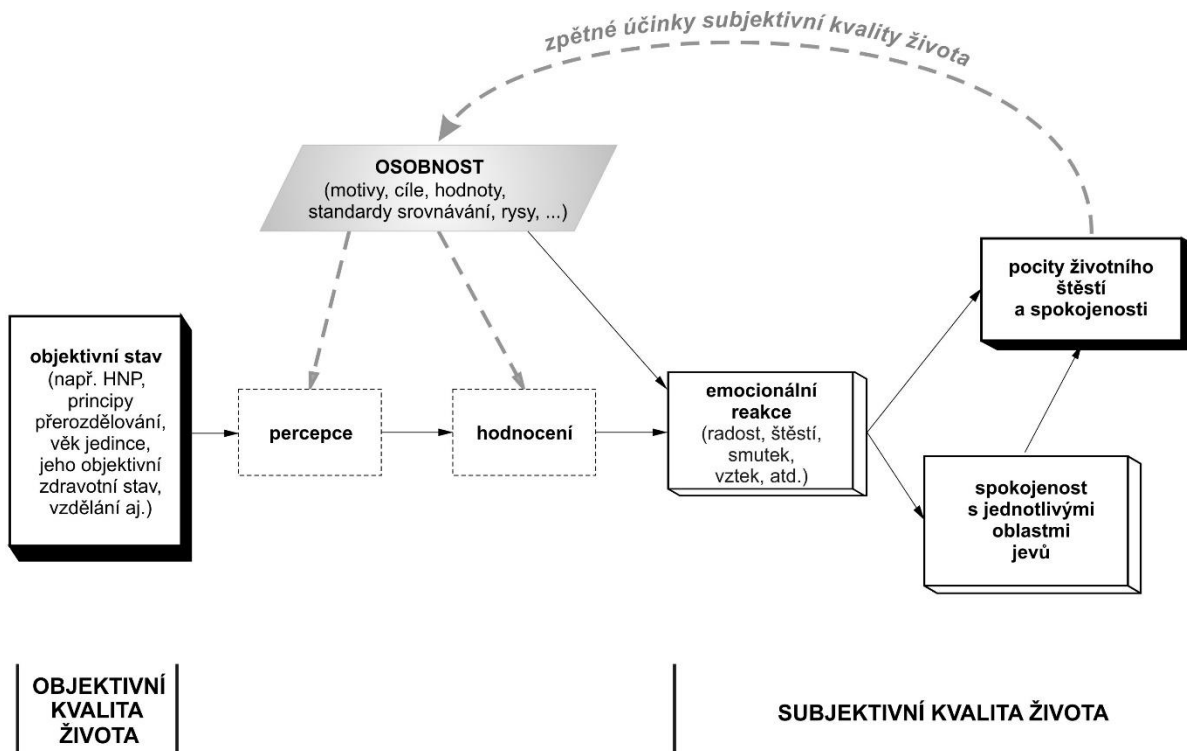 zpětné účinky subjektivní kvality života
OSOBNOST
(motivy, cíle, hodnoty,
standardy srovnávání, rysy, ...)
objektivní stav
(např. HNP,
principy
přerozdělování,
věk jedince,
jeho objektivní
zdravotní stav,
vzdělání aj.)
percepce
hodnocení
emocionální
reakce
(radost, štěstí,
smutek,
vztek, atd.)
pocity životního
štěstí
a spokojenosti
spokojenost
s jednotlivými
oblastmi
jevů
OBJEKTIVNÍ
KVALITA
ŽIVOTA
SUBJEKTIVNÍ KVALITA ŽIVOTA